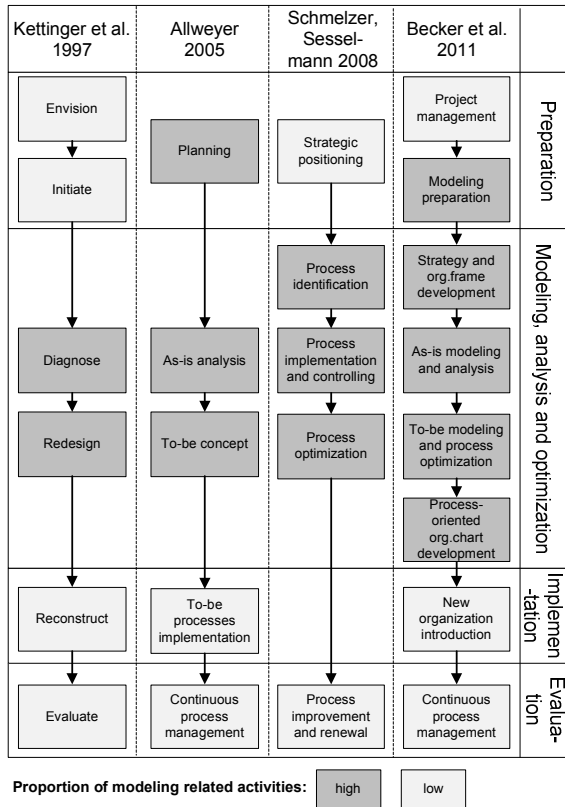 Kettinger et al.
1997
Allweyer
2005
Schmelzer,
Sessel-
mann 2008
Becker et al.
2011
Envision
Initiate
Planning
Strategic
positioning
Project
management
Modeling
preparation
Preparation
Diagnose
Redesign
As-is analysis
To-be concept
Process
identification
Process
implementation
and controlling
Process
optimization
Strategy and
org.frame
development
As-is modeling
and analysis
To-be modeling
and process
optimization
Process-
oriented
org.chart
development
Modeling, analysis and optimization
Reconstruct
To-be
processes
implementation
New
organization
introduction
Implemen
-tation
Evaluate
Continuous
process
management
Process
improvement
and renewal
Continuous
process
management
Evalua-
tion
Proportion of modeling related activities:
high
low